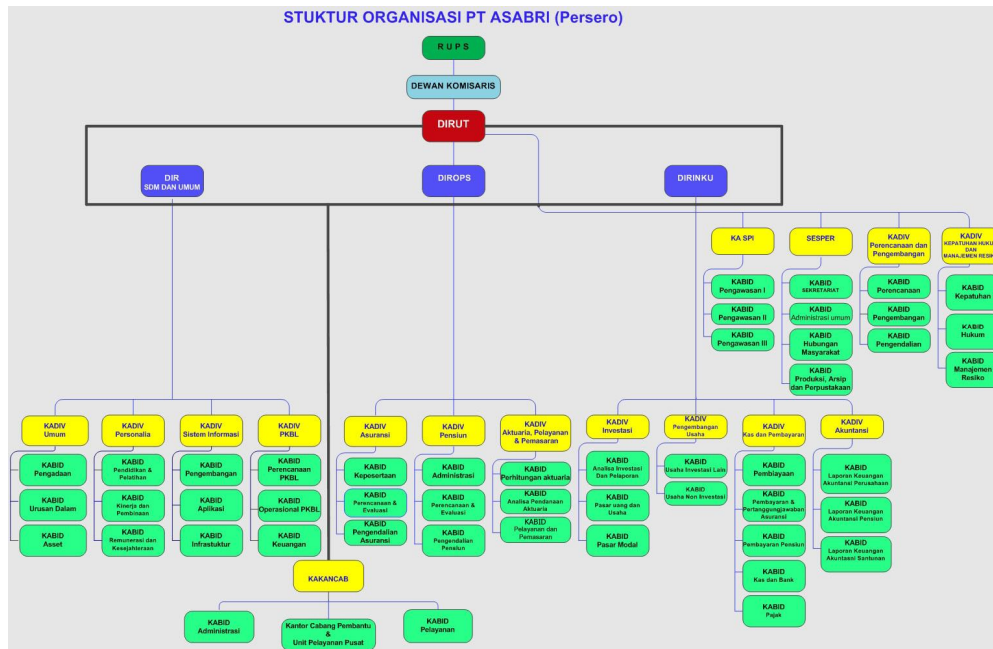 STUKTUR ORGANISASI PT ASABRI (Persero)
R U P S
DEWAN KOMISARIS
DIRUT
DIR
SDM DAN UMUM
DIROPS
DIRINKU
KA SPI
KABID
Pengawasan I
KABID
Pengawasan II
KABID
Pengawasan III
SESPER
KABID
SEKRETARIAT
KABID
Administrasi umum
KABID
Hubungan
Masyarakat
KABID
Produksi, Arsip
dan Perpustakaan
KADIV
Perencanaan dan
Pengembangan
KABID
Perencanaan
KABID
Pengembangan
KABID
Pengendalian
KADIV
KEPATUHAN HUKUM
DAN
MANAJEMEN RESIKO
KABID
Kepatuhan
KABID
Hukum
KABID
Manajemen
Resiko
KADIV
Umum
KABID
Pengadaan
KABID
Urusan Dalam
KABID
Asset
KADIV
Personalia
KABID
Pendidikan &
Pelatihan
KABID
Kinerja dan
Pembinaan
KABID
Remunerasi dan
Kesejahteraan
KADIV
Sistem Informasi
KABID
Pengembangan
KABID
Aplikasi
KABID
Infrastuktur
KADIV
PKBL
KABID
Perencanaan
PKBL
KABID
Operasional PKBL
KABID
Keuangan
KADIV
Asuransi
KABID
Kepesertaan
KABID
Perencanaan &
Evaluasi
KABID
Pengendalian
Asuransi
KADIV
Pensiun
KABID
Administrasi
KABID
Perencanaan &
Evaluasi
KABID
Pengendalian
Pensiun
KADIV
Aktuaria, Pelayanan
& Pemasaran
KABID
Perhitungan aktuaria
KABID
Analisa Pendanaan
Aktuaria
KABID
Pelayanan dan
Pemasaran
KADIV
Investasi
KABID
Analisa Investasi
Dan Pelaporan
KABID
Pasar uang dan
Usaha
KABID
Pasar Modal
KADIV
Pengembangan
Usaha
KABID
Usaha Investasi Lain
KABID
Usaha Non Investasi
KADIV
Kas dan Pembayaran
KABID
Pembiayaan
KABID
Pembayaran &
Pertanggungjawaban
Asuransi
KABID
Pembayaran Pensiun
KABID
Kas dan Bank
KABID
Pajak
KADIV
Akuntansi
KABID
Laporan Keuangan
Akuntansi Perusahaan
KABID
Laporan Keuangan
Akuntansi Pensiun
KABID
Laporan Keuangan
Akuntasni Santunan
KAKANCAB
KABID
Administrasi
Kantor Cabang Pembantu
&
Unit Pelayanan Pusat
KABID
Pelayanan